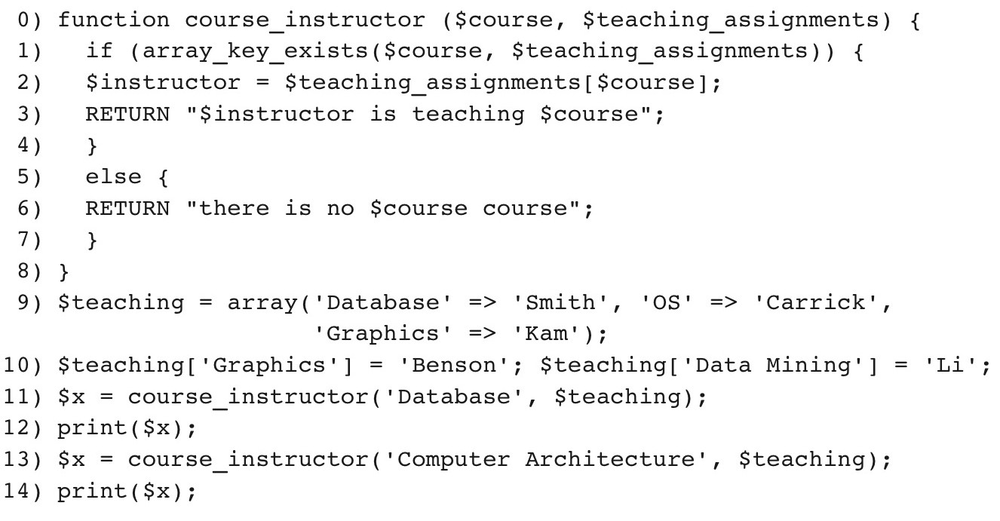 0) function course_instructor ($course, $teaching_assignments) {
1)   if (array_key_exists($course, $teaching_assignments)) {
2)   $instructor = $teaching_assignments[$course];
3)   RETURN "$instructor is teaching $course";
4)   }
5)   else {
6)   RETURN "there is no $course course";
7)   }
8) }
9) $teaching = array('Database' => 'Smith', 'OS' => 'Carrick',
                     'Graphics' => 'Kam');
10) $teaching['Graphics'] = 'Benson'; $teaching['Data Mining'] = 'Li';
11) $x = course_instructor('Database', $teaching);
12) print($x);
13) $x = course_instructor('Computer Architecture', $teaching);
14) print($x);